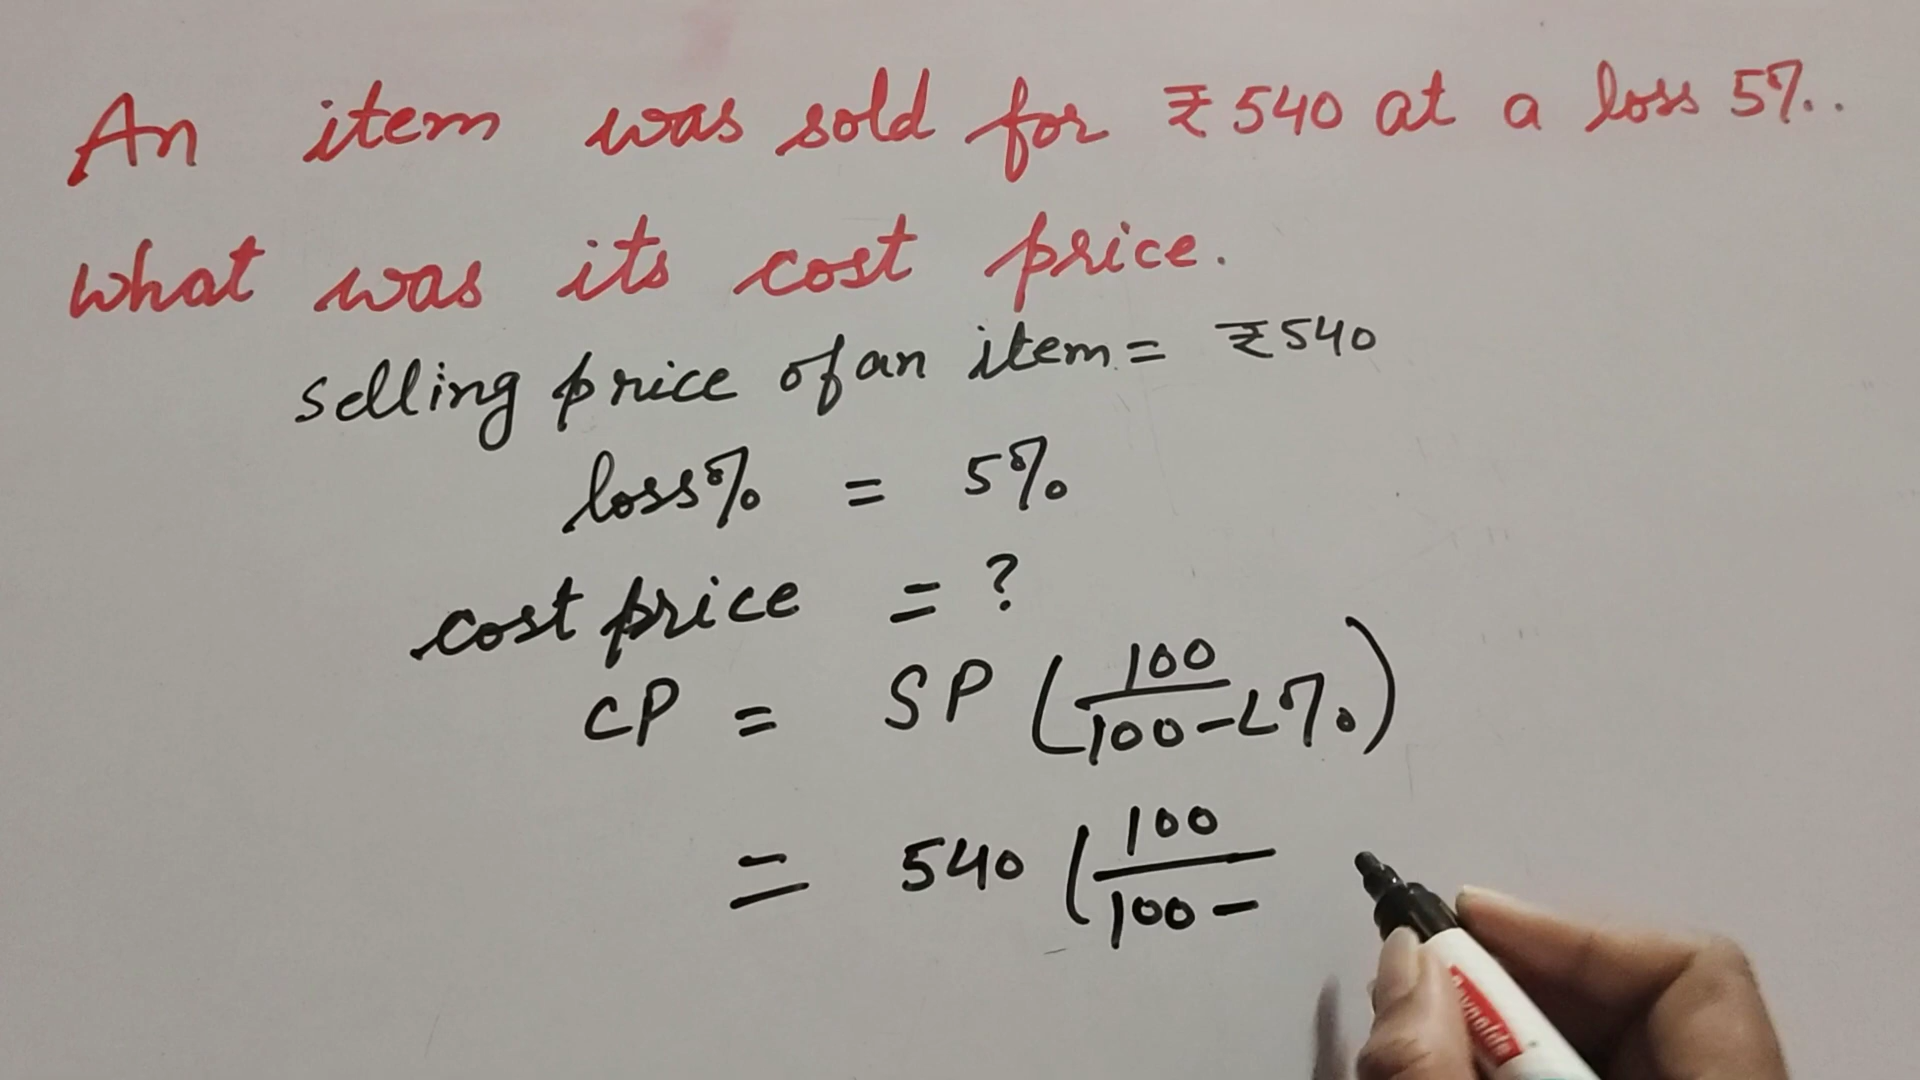 An item was sold for ₹540 at a loss 5%.
What was its cost price.
selling price of an item = ₹540
loss% = 5%
cost price = ?
CP = SP (100/100-L%)
= 540 (100/100-
Reynolds